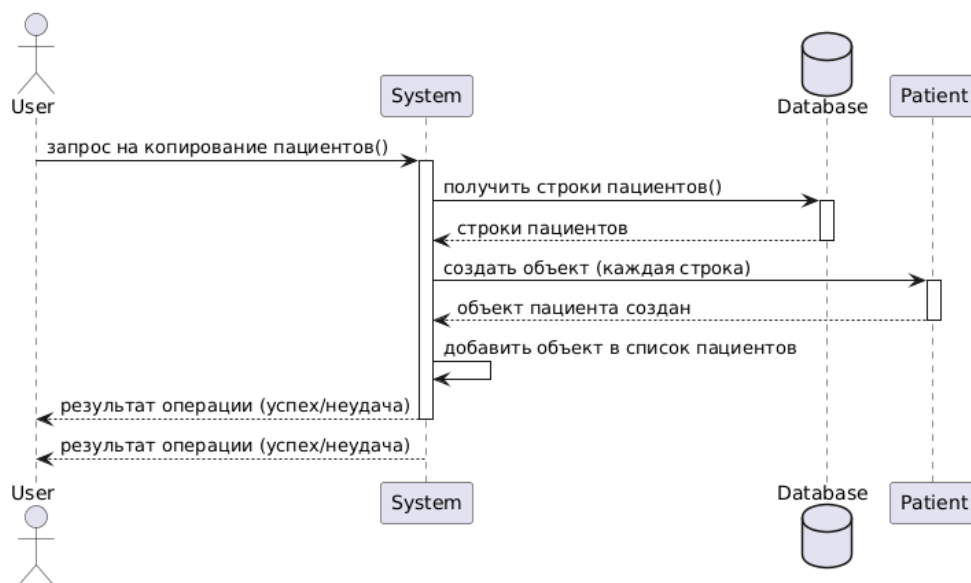 User
System
Database
Patient
запрос на копирование пациентов()
получить строки пациентов()
строки пациентов
создать объект (каждая строка)
объект пациента создан
добавить объект в список пациентов
результат операции (успех/неудача)
результат операции (успех/неудача)
User
System
Database
Patient